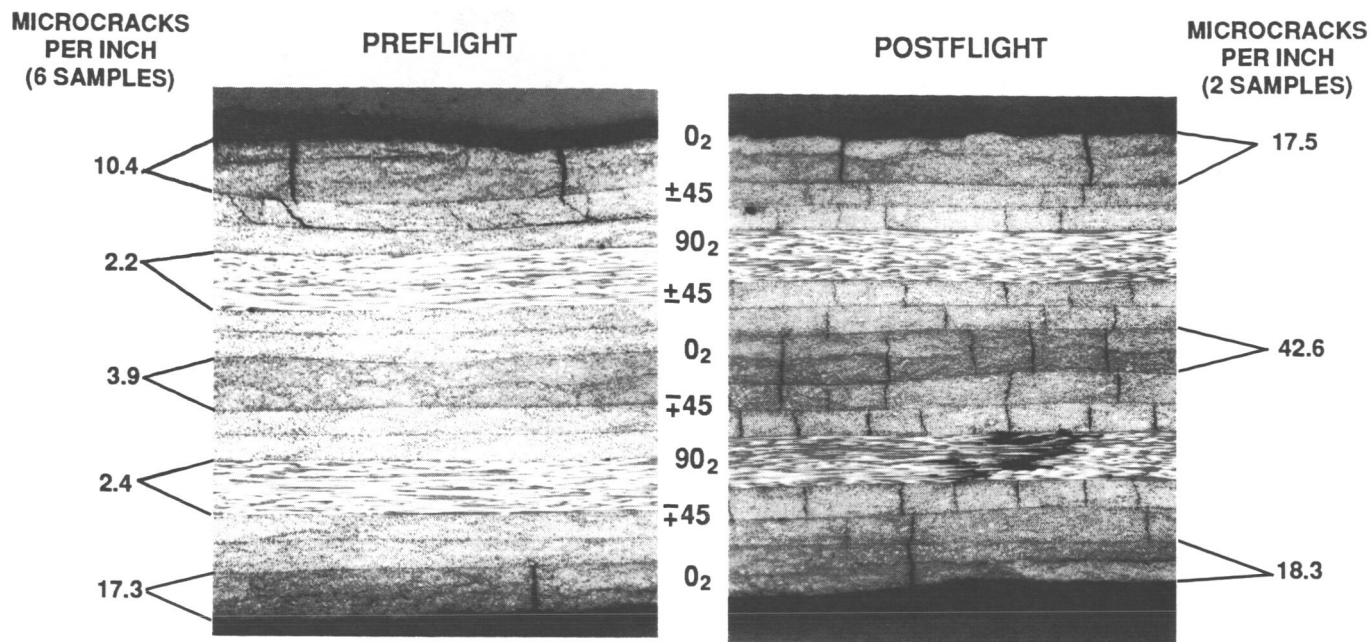 MICROCRACKS
PER INCH
(6 SAMPLES)
PREFLIGHT
POSTFLIGHT
MICROCRACKS
PER INCH
(2 SAMPLES)
10.4
2.2
3.9
2.4
17.3
0₂
±45
90₂
±45
0₂
∓45
90₂
∓45
0₂
17.5
42.6
18.3